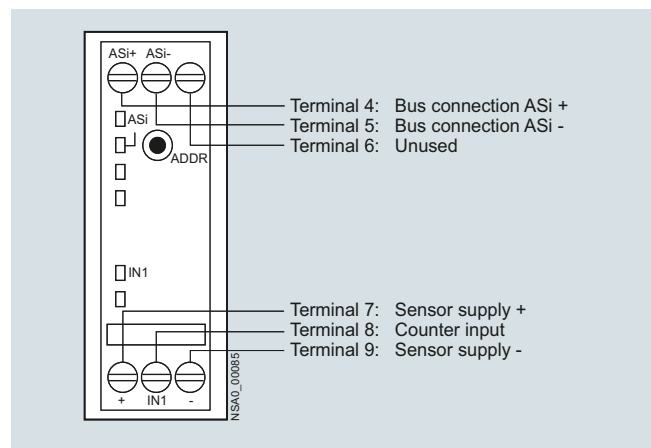 ASi+ ASi-
Terminal 4: Bus connection ASi +
Terminal 5: Bus connection ASi -
Terminal 6: Unused
ASi
ADDR
IN1
Terminal 7: Sensor supply +
Terminal 8: Counter input
Terminal 9: Sensor supply -
+ IN1 -
NSA0_00085